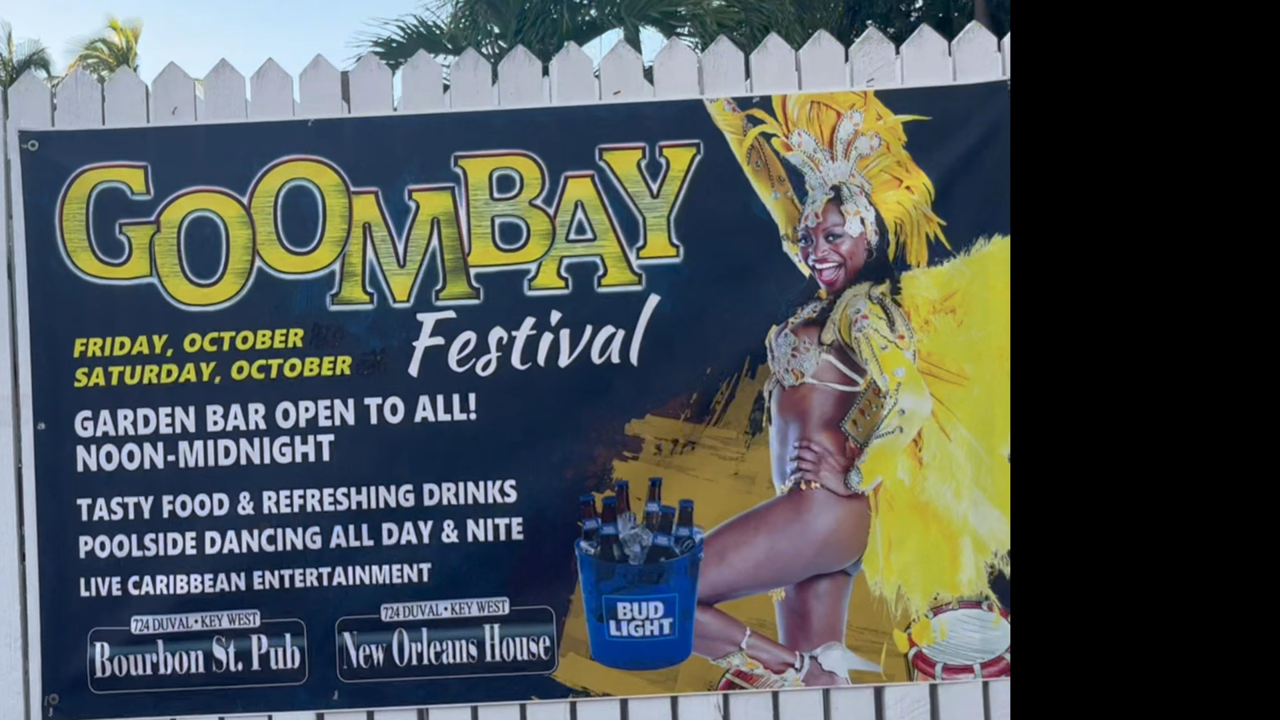 GOOMBAY
Festival
FRIDAY, OCTOBER
SATURDAY, OCTOBER
GARDEN BAR OPEN TO ALL!
NOON-MIDNIGHT
TASTY FOOD & REFRESHING DRINKS
POOLSIDE DANCING ALL DAY & NITE
LIVE CARIBBEAN ENTERTAINMENT
724 DUVAL • KEY WEST
Bourbon St. Pub
724 DUVAL • KEY WEST
New Orleans House
BUD
LIGHT